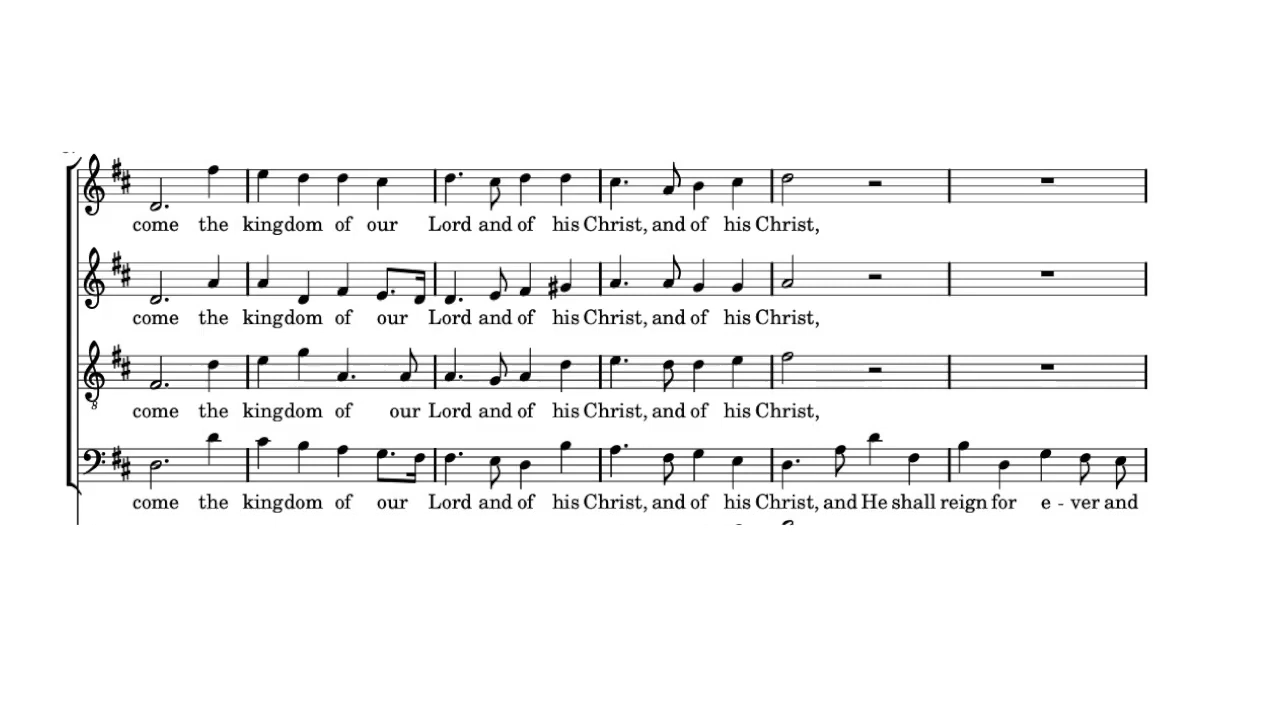 come the kingdom of our Lord and of his Christ, and of his Christ,
come the kingdom of our Lord and of his Christ, and of his Christ,
come the kingdom of our Lord and of his Christ, and of his Christ,
come the kingdom of our Lord and of his Christ, and of his Christ, and He shall reign for e - ver and